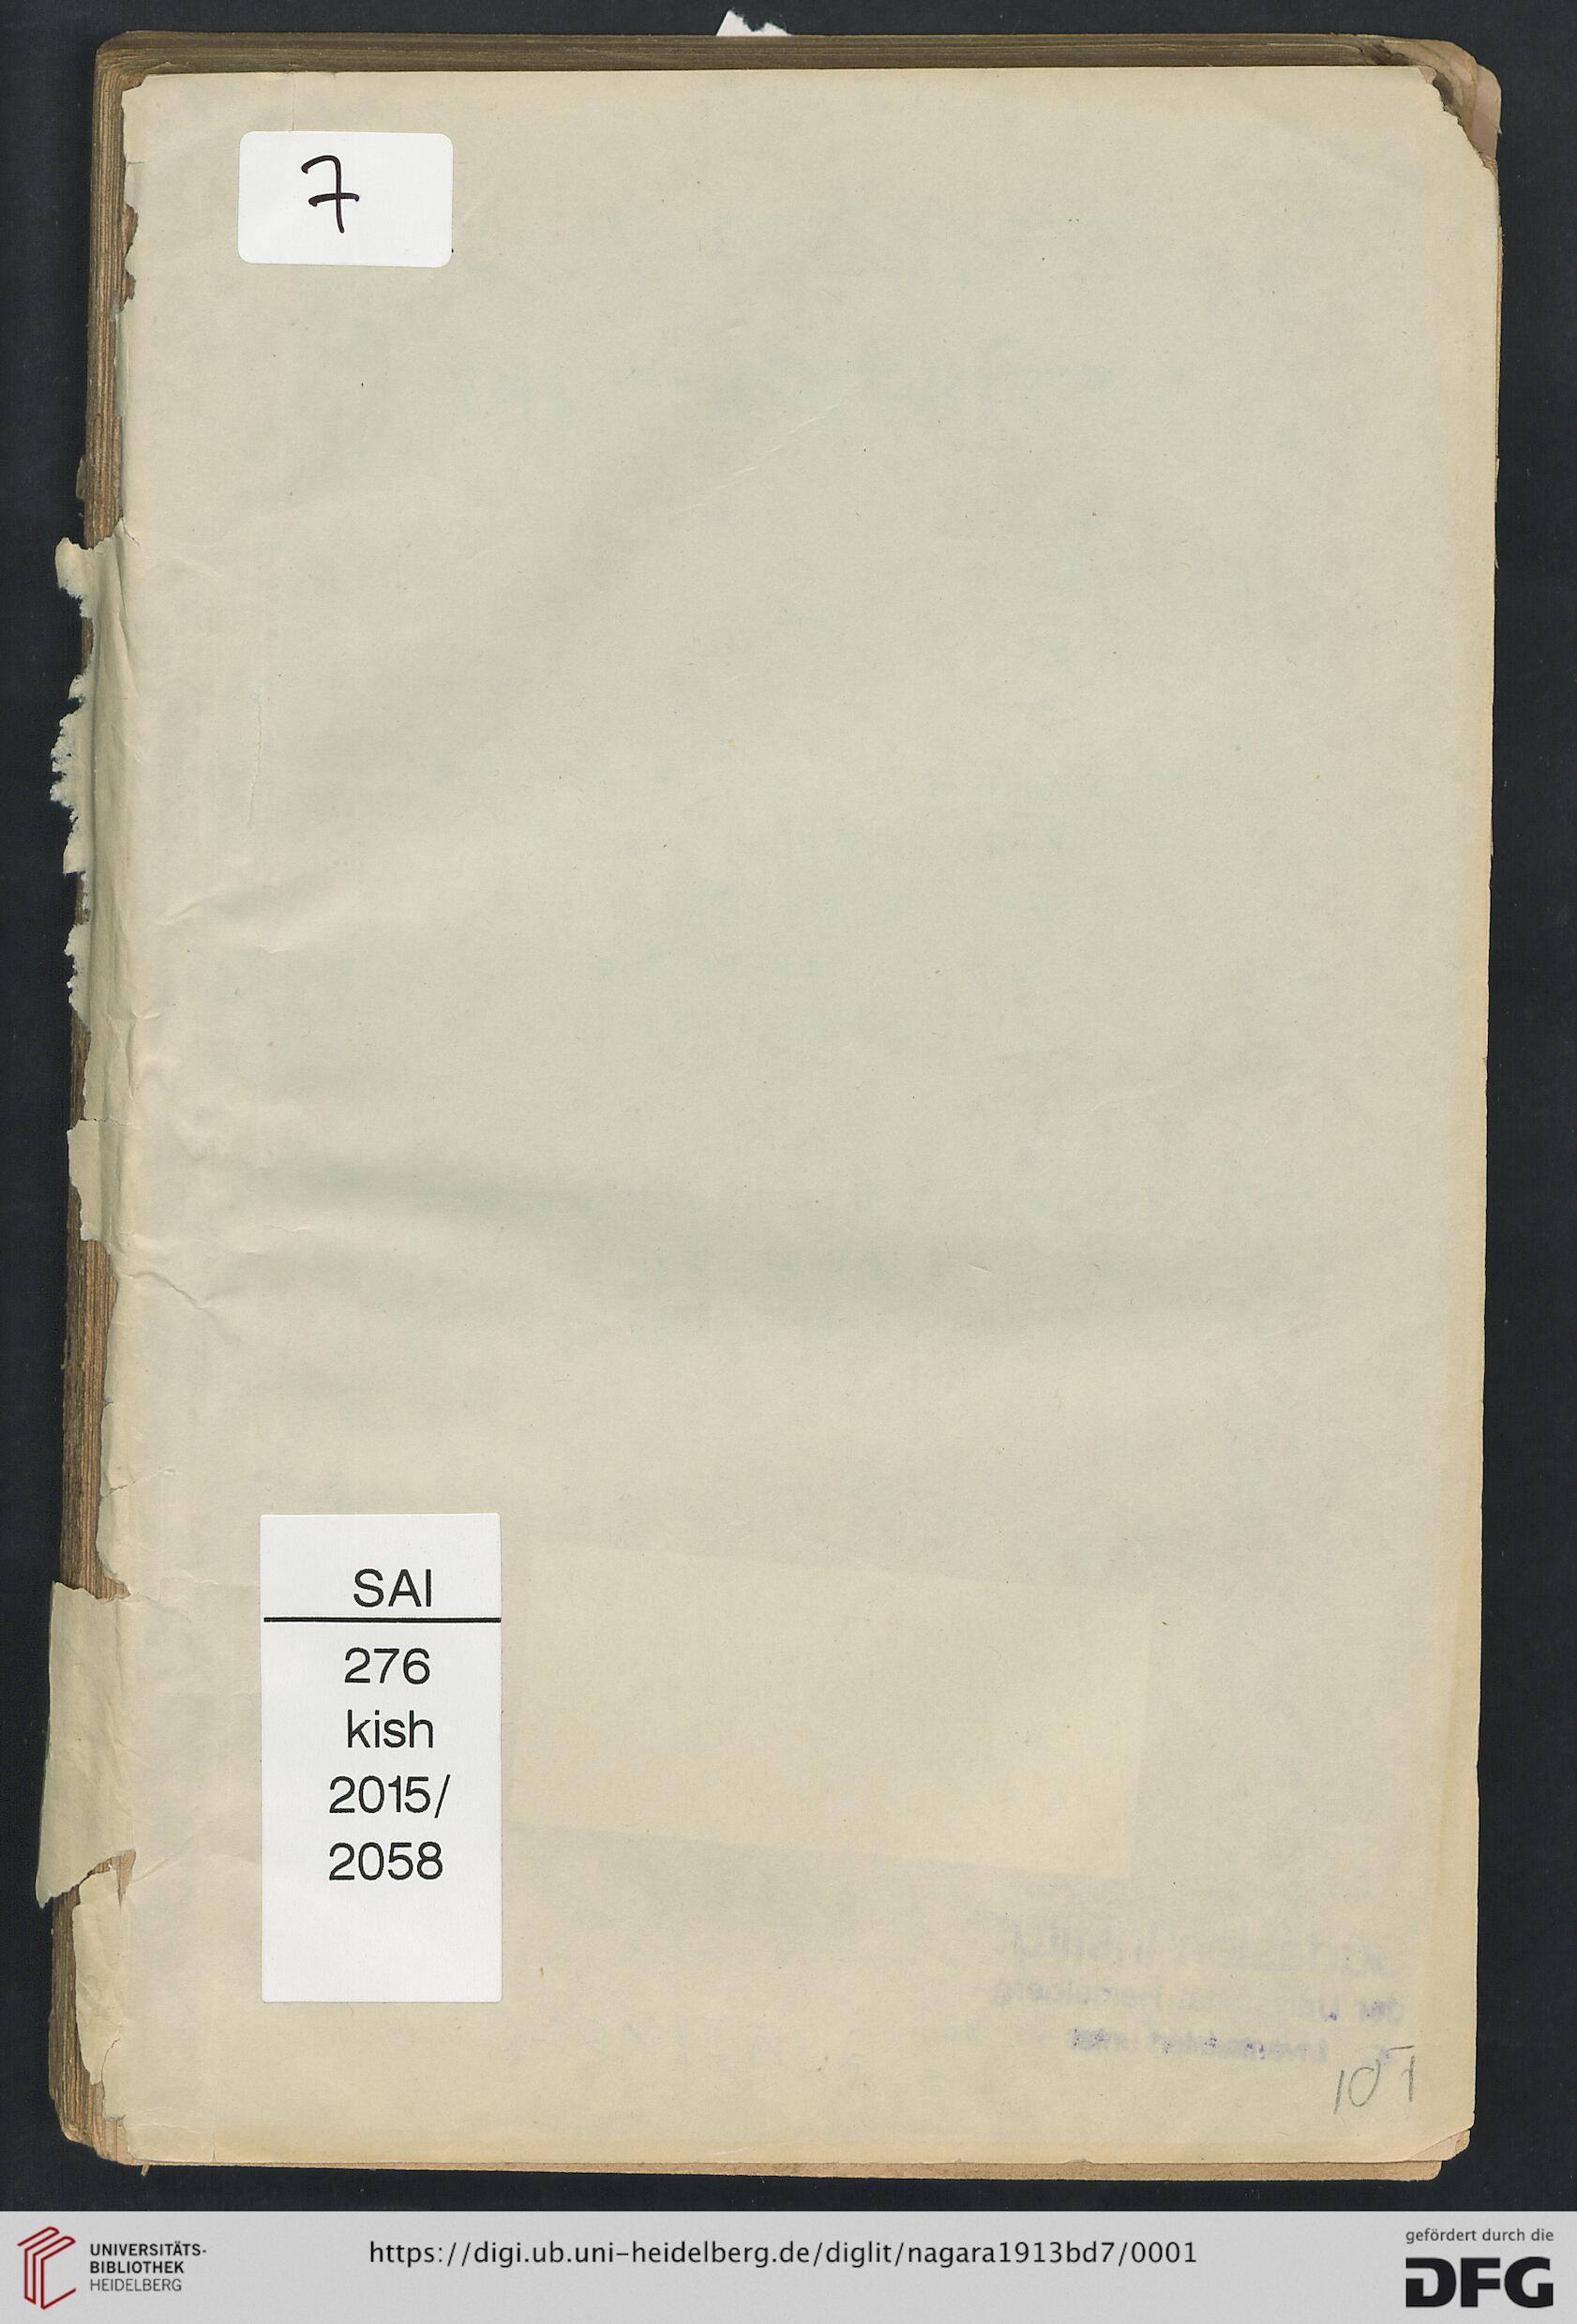 7
SAI
276
kish
2015/
2058
UNIVERSITÄTS-
BIBLIOTHEK
HEIDELBERG
https://digi.ub.uni-heidelberg.de/diglit/nagara1913bd7/0001
gefördert durch die
DFG